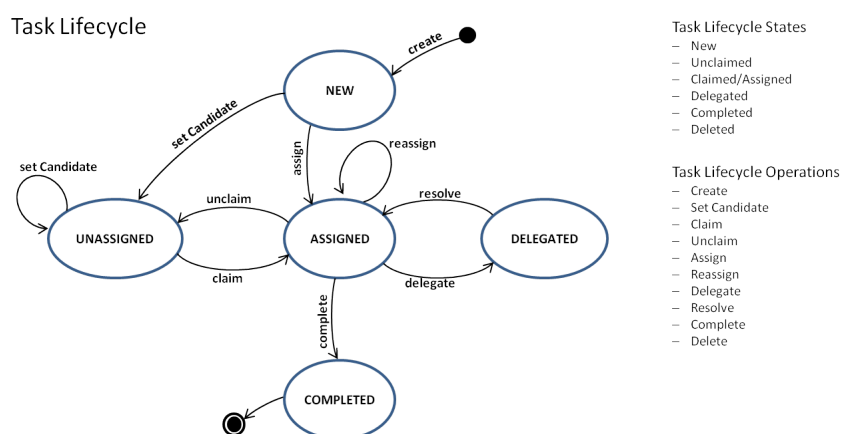 Task Lifecycle
create
NEW
set Candidate
assign
reassign
set Candidate
unclaim
resolve
UNASSIGNED
ASSIGNED
DELEGATED
claim
delegate
complete
COMPLETED
Task Lifecycle States
– New
– Unclaimed
– Claimed/Assigned
– Delegated
– Completed
– Deleted
Task Lifecycle Operations
– Create
– Set Candidate
– Claim
– Unclaim
– Assign
– Reassign
– Delegate
– Resolve
– Complete
– Delete